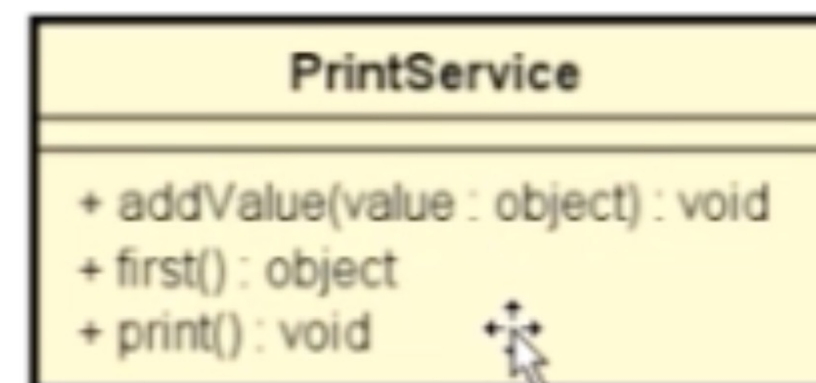 PrintService
+ addValue(value : object) : void
+ first() : object
+ print() : void